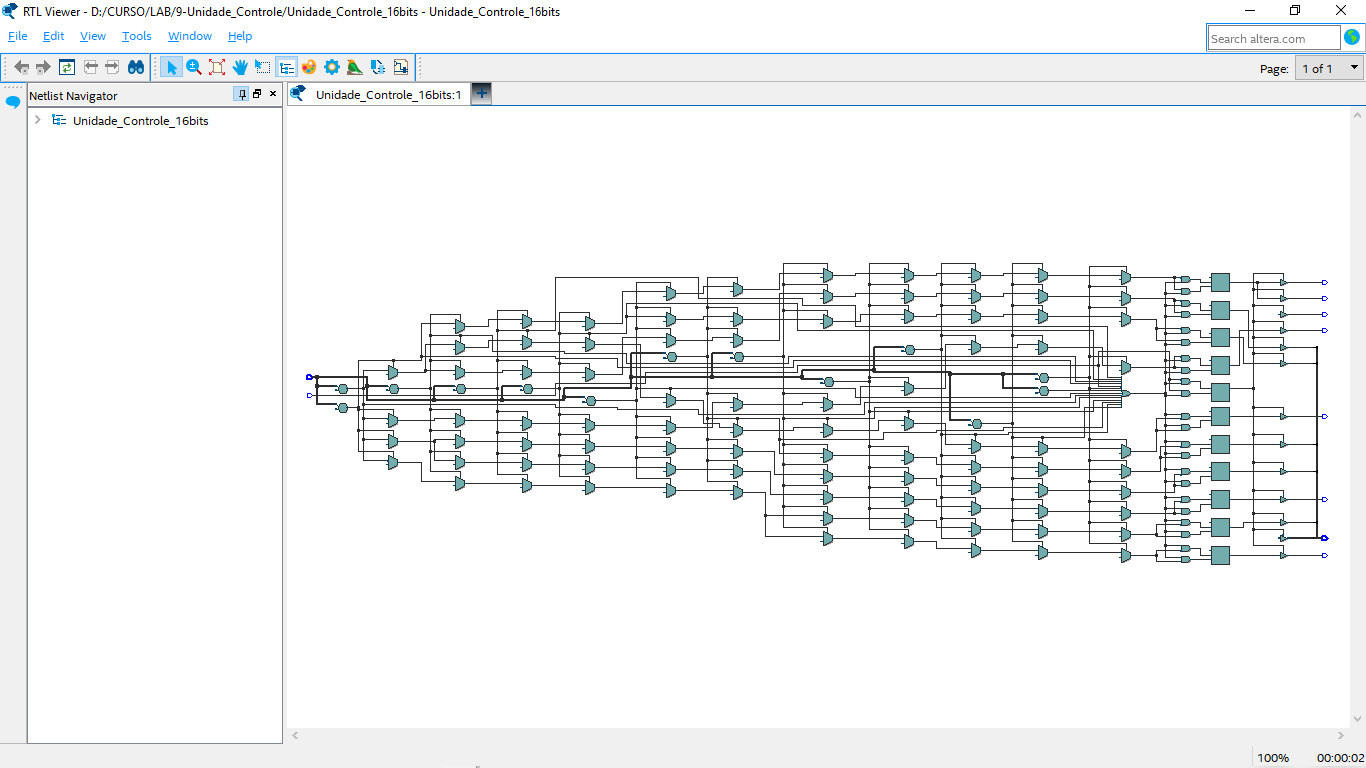 RTL Viewer - D:/CURSO/LAB/9-Unidade_Controle/Unidade_Controle_16bits - Unidade_Controle_16bits
File Edit View Tools Window Help
Search altera.com
Page: 1 of 1
Netlist Navigator
Unidade_Controle_16bits:1
Unidade_Controle_16bits
100% 00:00:02